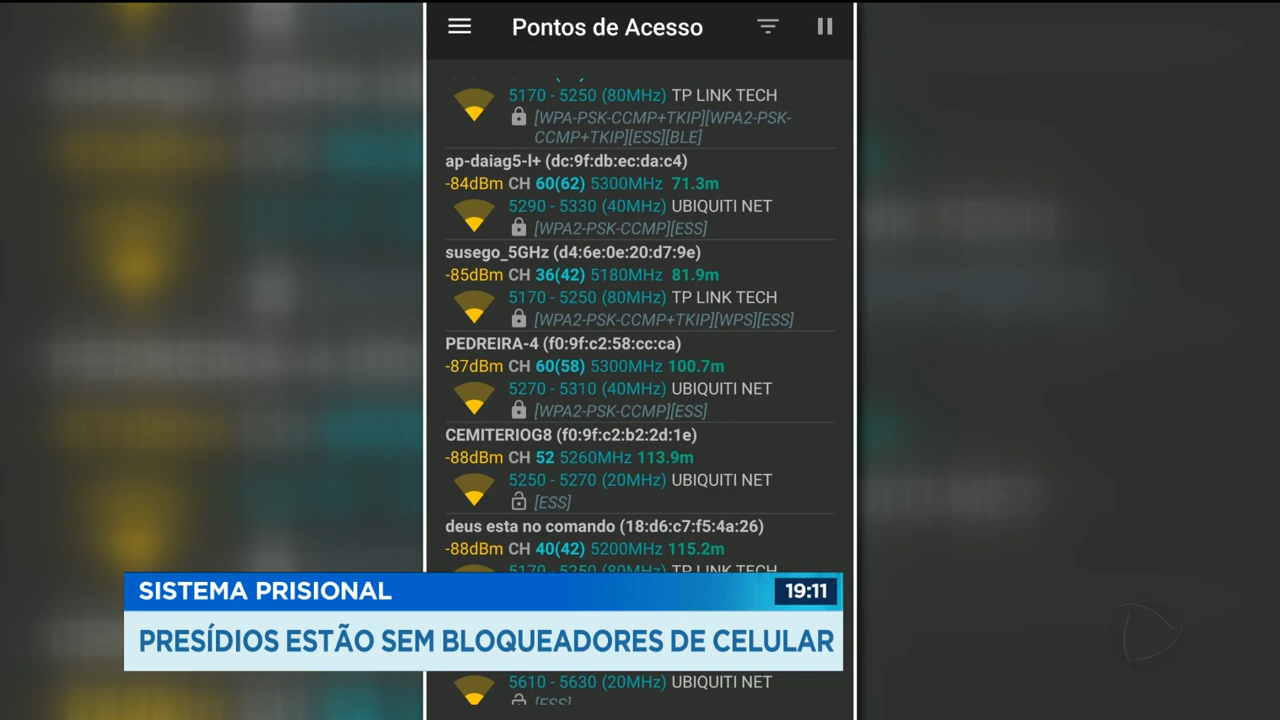 Pontos de Acesso
5170 - 5250 (80MHz) TP LINK TECH
[WPA-PSK-CCMP+TKIP][WPA2-PSK-
CCMP+TKIP][ESS][BLE]
ap-daiag5-l+ (dc:9f:db:ec:da:c4)
-84dBm CH 60(62) 5300MHz 71.3m
5290 - 5330 (40MHz) UBIQUITI NET
[WPA2-PSK-CCMP][ESS]
susego_5GHz (d4:6e:0e:20:d7:9e)
-85dBm CH 36(42) 5180MHz 81.9m
5170 - 5250 (80MHz) TP LINK TECH
[WPA2-PSK-CCMP+TKIP][WPS][ESS]
PEDREIRA-4 (f0:9f:c2:58:cc:ca)
-87dBm CH 60(58) 5300MHz 100.7m
5270 - 5310 (40MHz) UBIQUITI NET
[WPA2-PSK-CCMP][ESS]
CEMITERIOG8 (f0:9f:c2:b2:2d:1e)
-88dBm CH 52 5260MHz 113.9m
5250 - 5270 (20MHz) UBIQUITI NET
[ESS]
deus esta no comando (18:d6:c7:f5:4a:26)
-88dBm CH 40(42) 5200MHz 115.2m
5170 - 5250 (80MHz) TP LINK TECH
SISTEMA PRISIONAL
19:11
PRESÍDIOS ESTÃO SEM BLOQUEADORES DE CELULAR
5610 - 5630 (20MHz) UBIQUITI NET
[ESS]